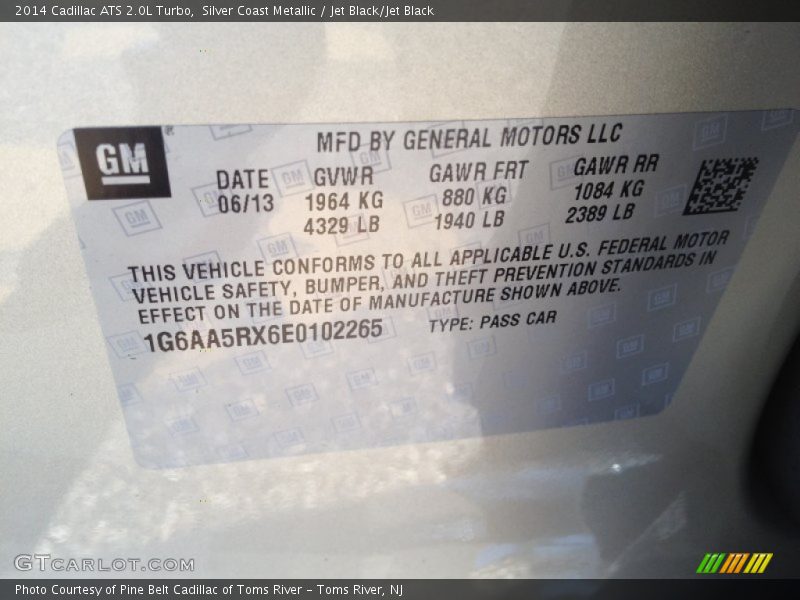 2014 Cadillac ATS 2.0L Turbo, Silver Coast Metallic / Jet Black/Jet Black
GM
MFD BY GENERAL MOTORS LLC
DATE GVWR GAWR FRT GAWR RR
06/13 1964 KG 880 KG 1084 KG
4329 LB 1940 LB 2389 LB
THIS VEHICLE CONFORMS TO ALL APPLICABLE U.S. FEDERAL MOTOR
VEHICLE SAFETY, BUMPER, AND THEFT PREVENTION STANDARDS IN
EFFECT ON THE DATE OF MANUFACTURE SHOWN ABOVE.
1G6AA5RX6E0102265 TYPE: PASS CAR
GTCARLOT.COM
Photo Courtesy of Pine Belt Cadillac of Toms River – Toms River, NJ